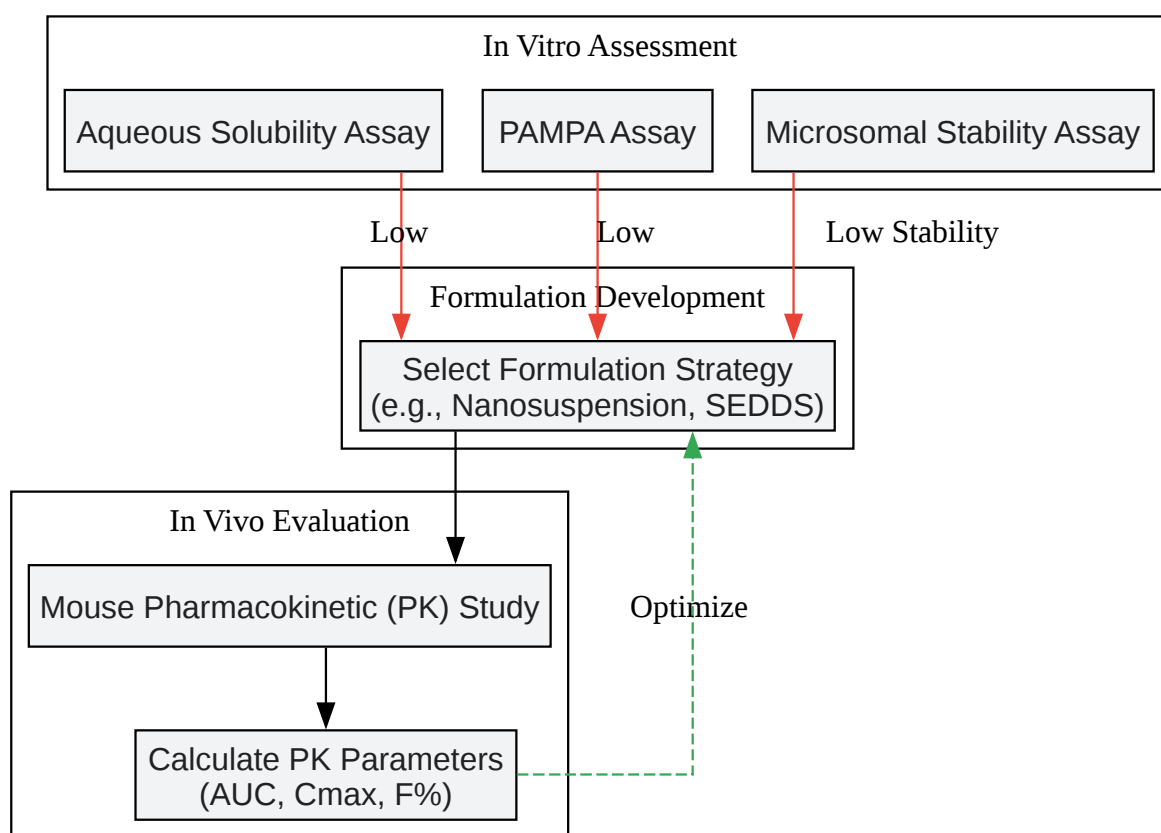 In Vitro Assessment
Aqueous Solubility Assay
PAMPA Assay
Microsomal Stability Assay
Low
Low
Low Stability
Formulation Development
Select Formulation Strategy
(e.g., Nanosuspension, SEDDS)
In Vivo Evaluation
Mouse Pharmacokinetic (PK) Study
Optimize
Calculate PK Parameters
(AUC, Cmax, F%)